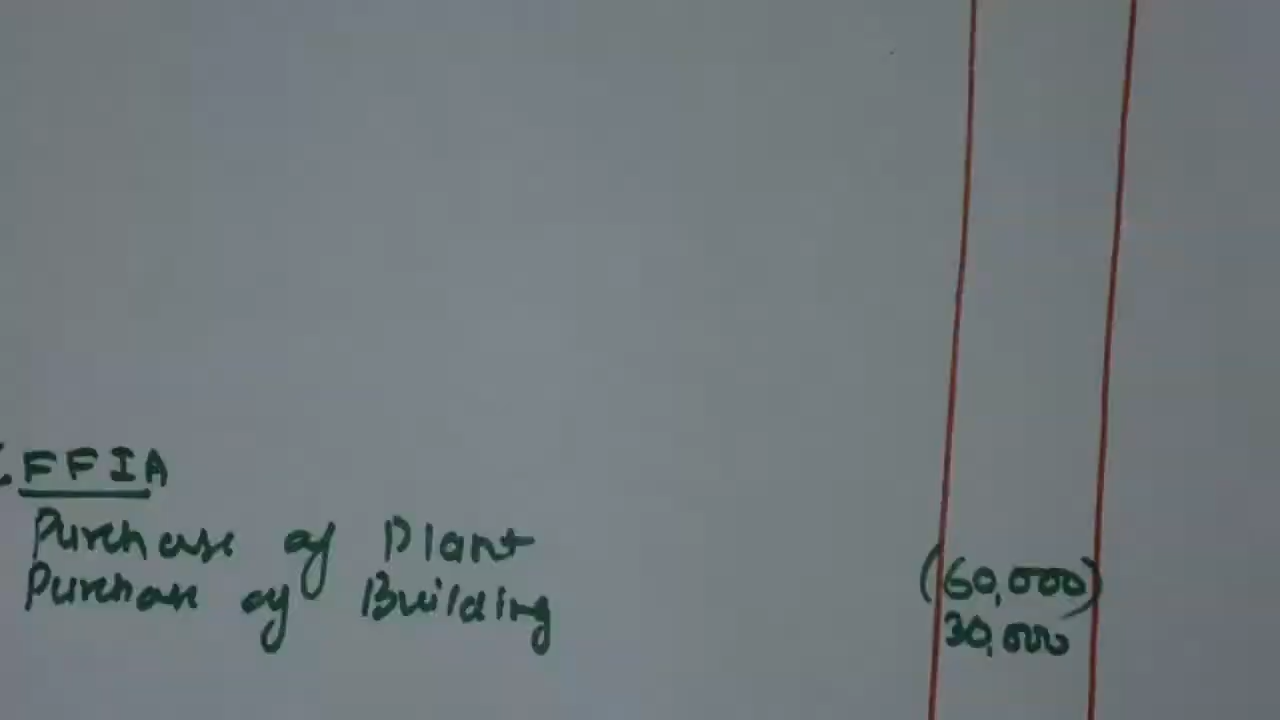 FFIA
Purchase of Plant (60,000)
Purchase of Building 30,000